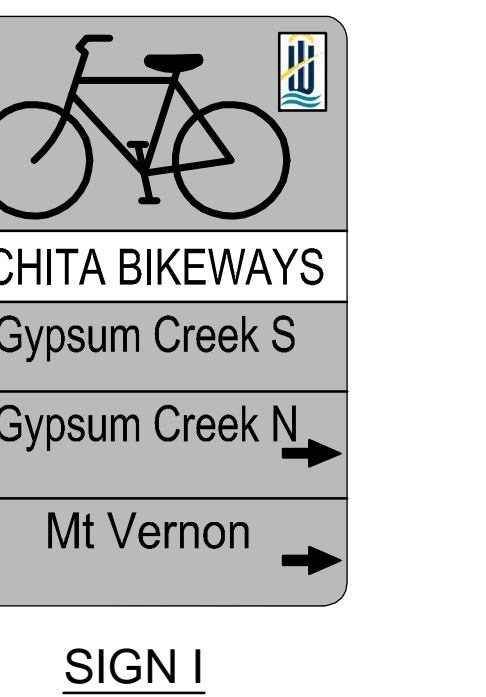 CHITA BIKEWAYS
Gypsum Creek S
Gypsum Creek N
Mt Vernon
SIGN I